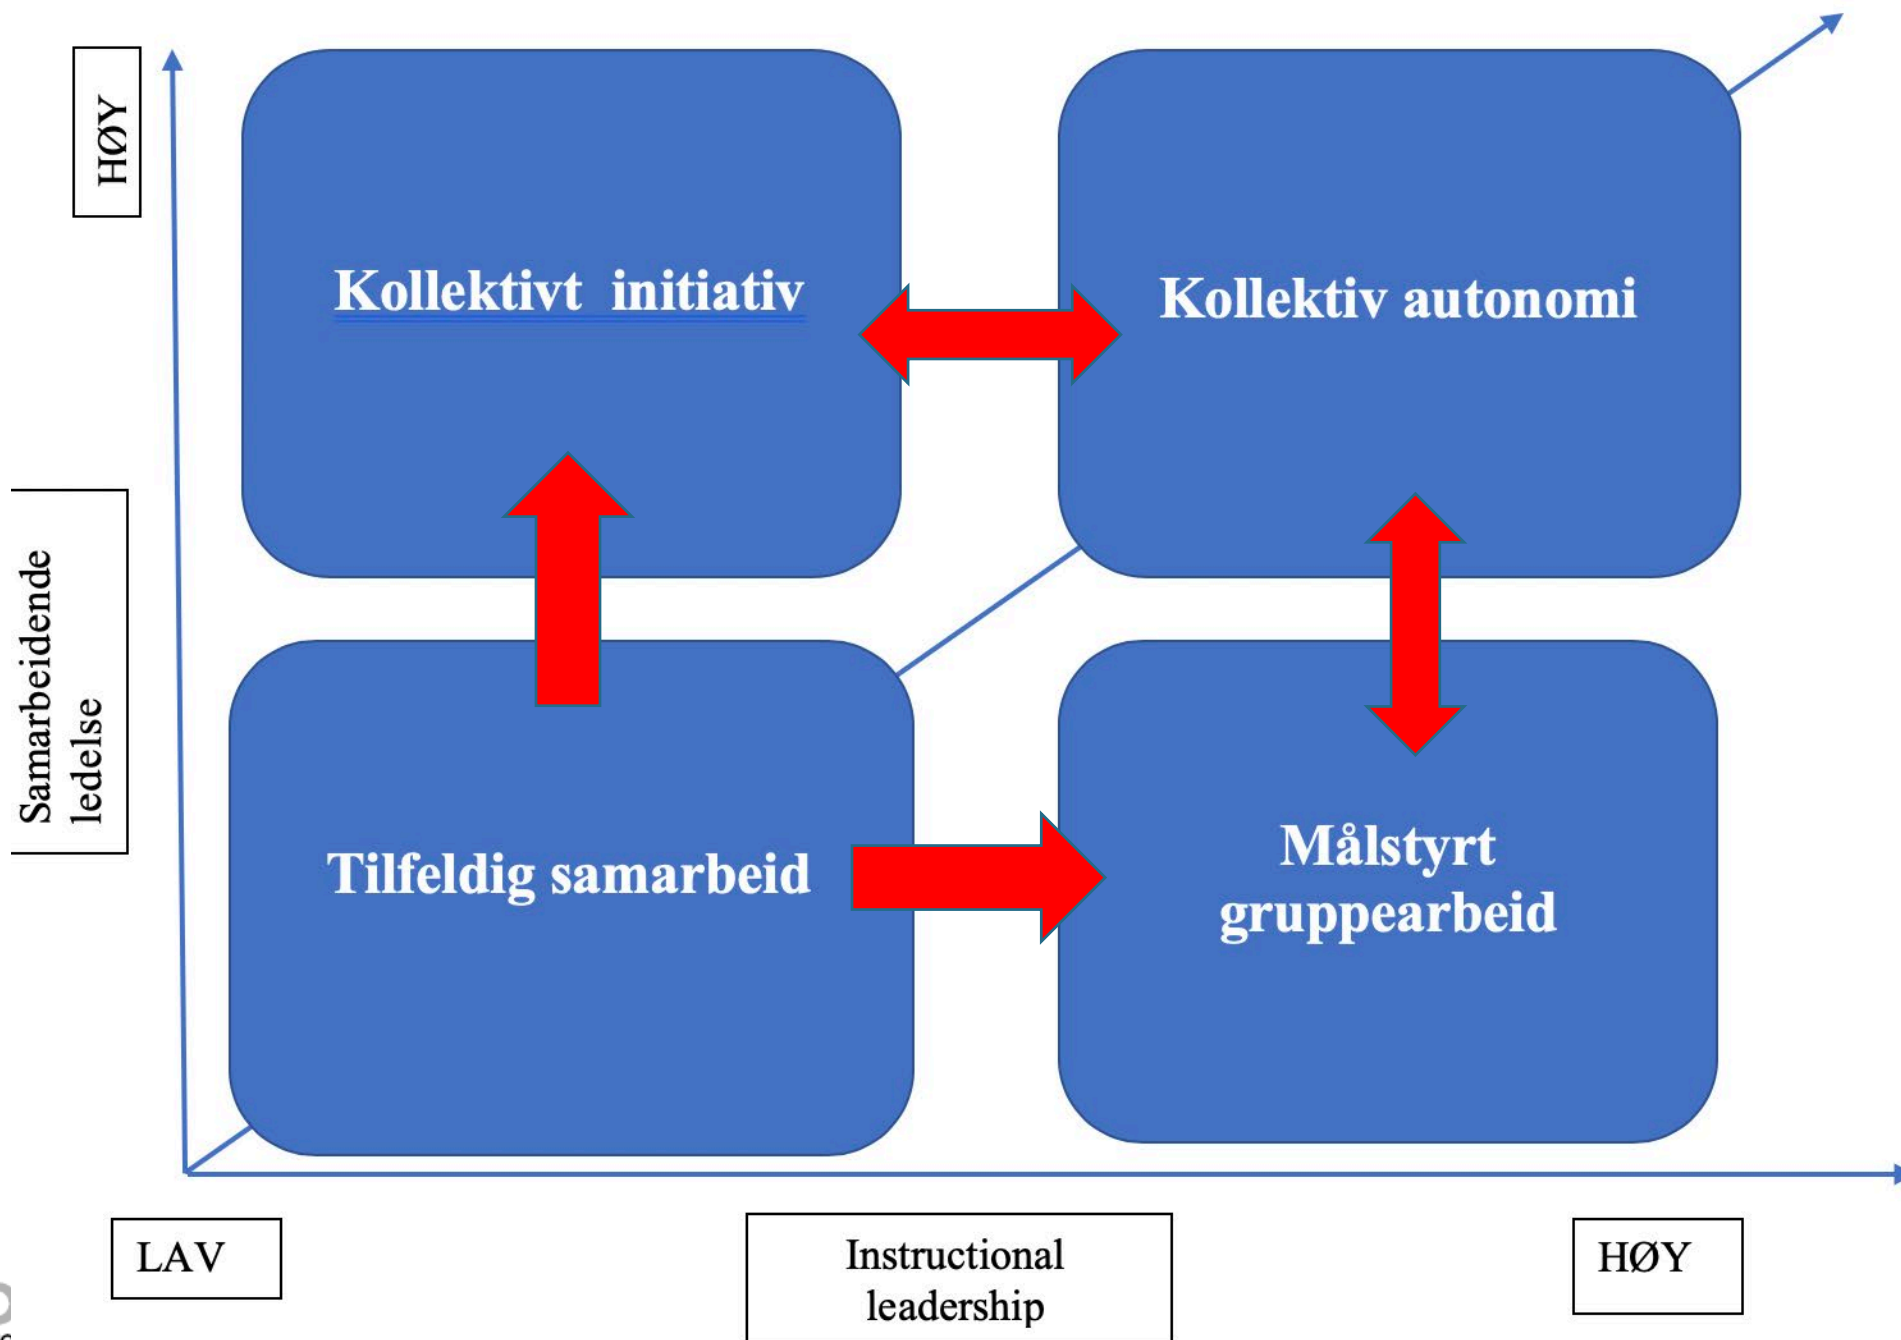 HØY
Kollektivt initiativ
Kollektiv autonomi
Samarbeidende
ledelse
Tilfeldig samarbeid
Målstyrt
gruppearbeid
LAV
Instructional
leadership
HØY